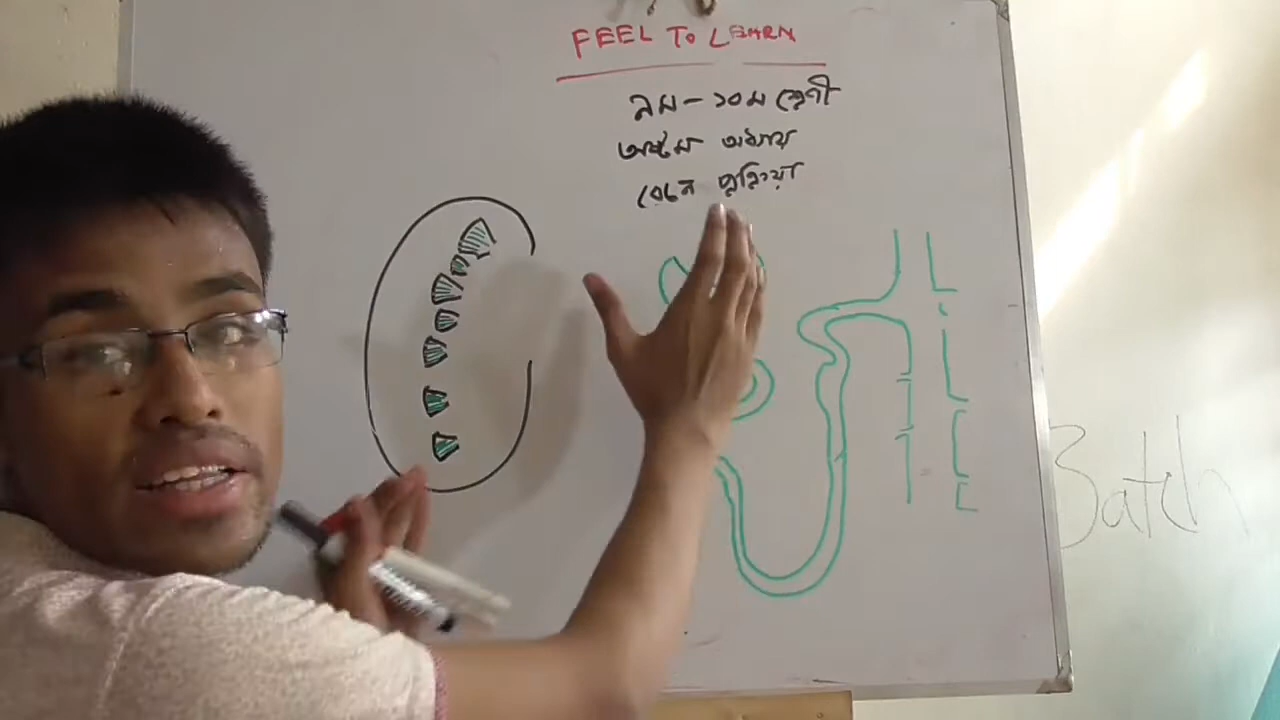 FEEL TO LEARN
৯ম - ১০ম শ্রেণী
অষ্টম অধ্যায়
রেচন প্রক্রিয়া
Batch